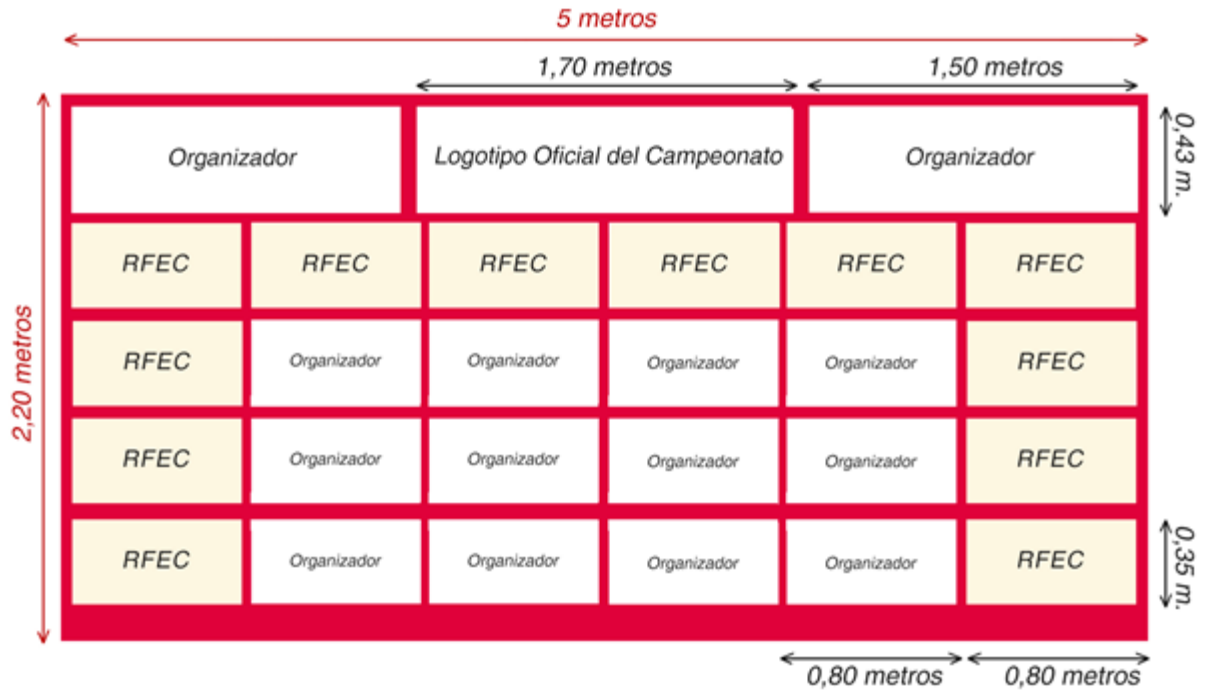 5 metros
1,70 metros
1,50 metros
Organizador
Logotipo Oficial del Campeonato
Organizador
0,43 m.
2,20 metros
RFEC RFEC RFEC RFEC RFEC RFEC
RFEC Organizador Organizador Organizador Organizador RFEC
RFEC Organizador Organizador Organizador Organizador RFEC
RFEC Organizador Organizador Organizador Organizador RFEC
0,35 m.
0,80 metros
0,80 metros